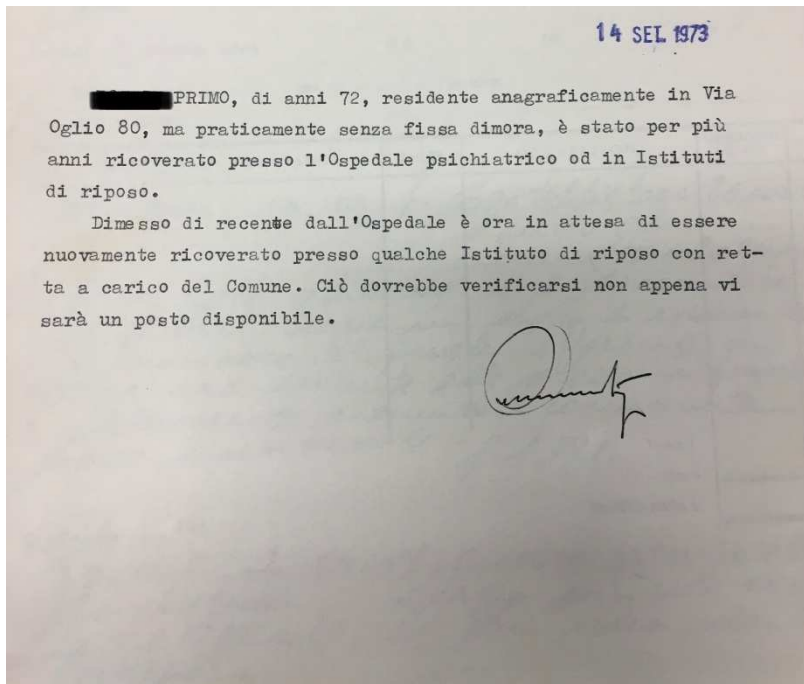 14 SET. 1973
PRIMO, di anni 72, residente anagraficamente in Via
Oglio 80, ma praticamente senza fissa dimora, è stato per più
anni ricoverato presso l'Ospedale psichiatrico od in Istituti
di riposo.
Dimesso di recente dall'Ospedale è ora in attesa di essere
nuovamente ricoverato presso qualche Istituto di riposo con ret-
ta a carico del Comune. Ciò dovrebbe verificarsi non appena vi
sarà un posto disponibile.